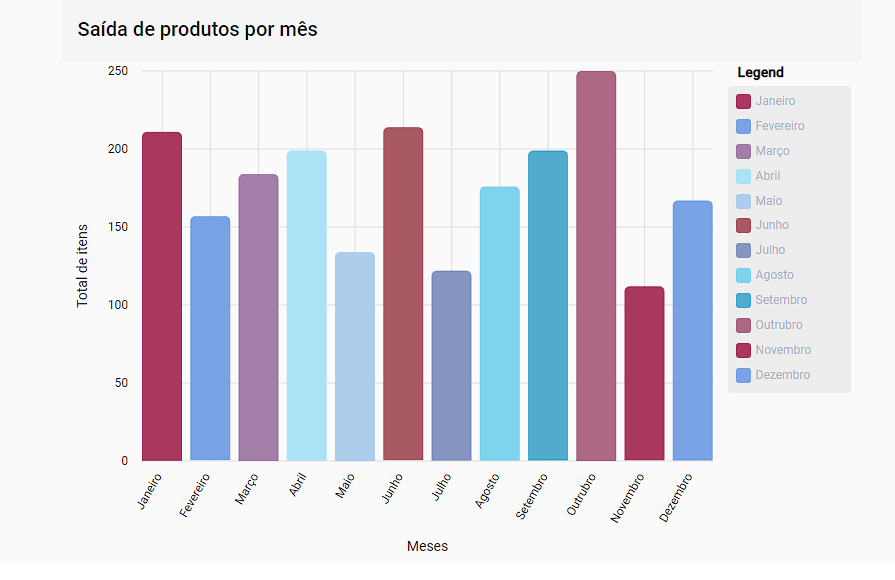 Saída de produtos por mês
250
200
150
100
50
0
Total de itens
Janeiro
Fevereiro
Março
Abril
Maio
Junho
Julho
Agosto
Setembro
Outrubro
Novembro
Dezembro
Meses
Legend
Janeiro
Fevereiro
Março
Abril
Maio
Junho
Julho
Agosto
Setembro
Outrubro
Novembro
Dezembro